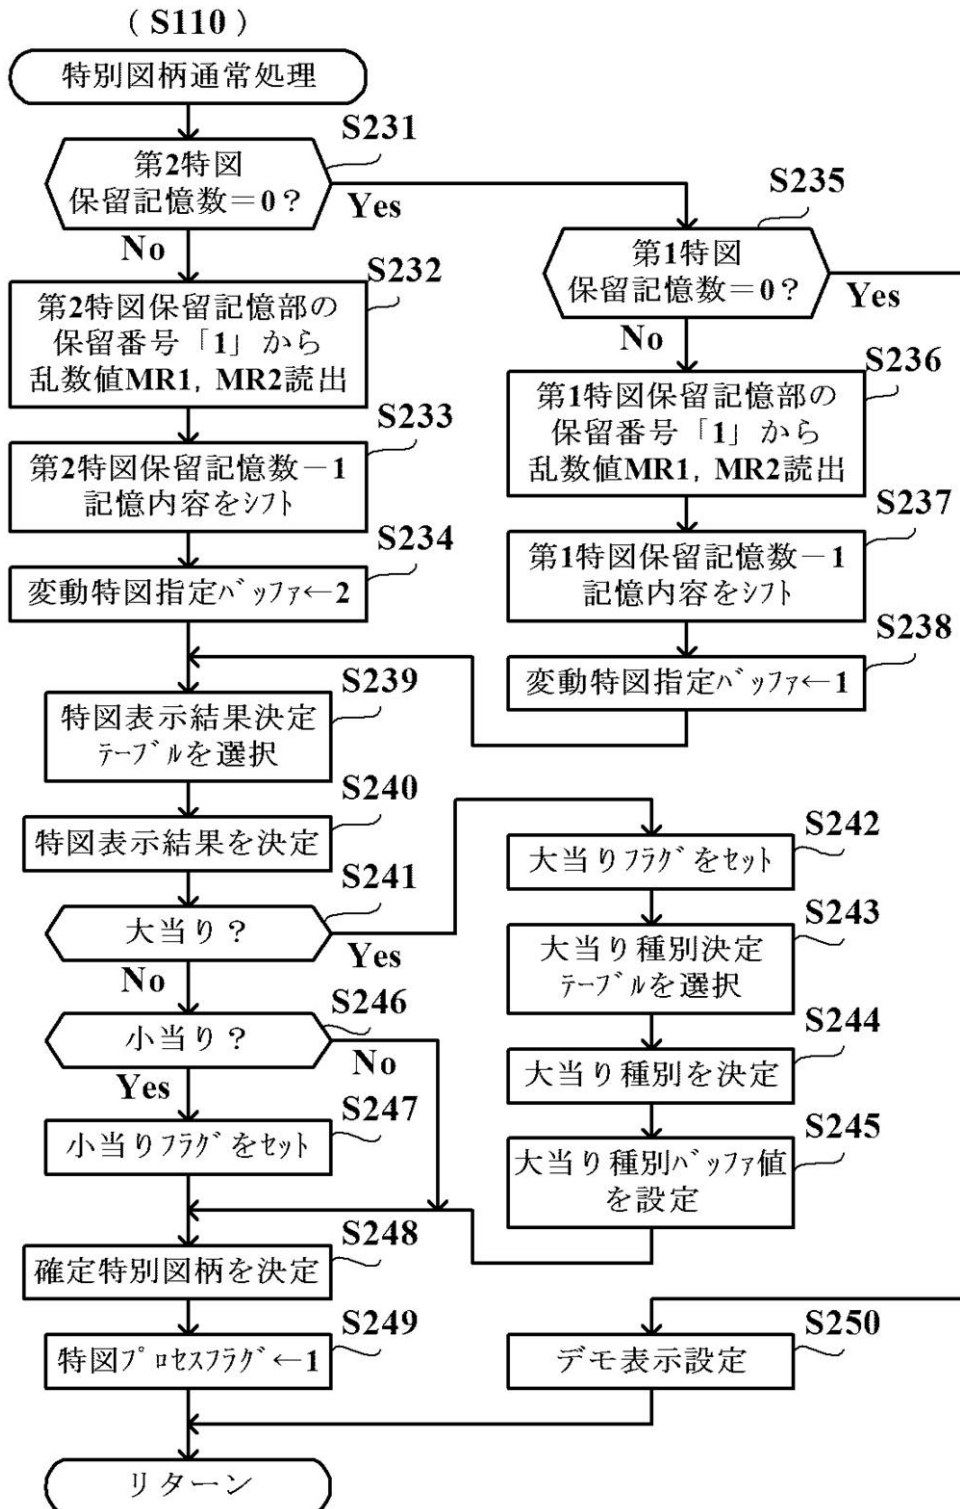 (S110)
特別図柄通常処理
S231
第2特図
保留記憶数=0?
Yes
No
S235
第1特図
保留記憶数=0?
Yes
No
S232
第2特図保留記憶部の
保留番号「1」から
乱数値MR1, MR2読出
S236
第1特図保留記憶部の
保留番号「1」から
乱数値MR1, MR2読出
S233
第2特図保留記憶数-1
記憶内容をｼﾌﾄ
S237
第1特図保留記憶数-1
記憶内容をｼﾌﾄ
S234
変動特図指定ﾊﾞｯﾌｧ←2
S238
変動特図指定ﾊﾞｯﾌｧ←1
S239
特図表示結果決定
ﾃｰﾌﾞﾙを選択
S240
特図表示結果を決定
S241
大当り?
Yes
No
S242
大当りﾌﾗｸﾞをセット
S243
大当り種別決定
ﾃｰﾌﾞﾙを選択
S244
大当り種別を決定
S245
大当り種別ﾊﾞｯﾌｧ値
を設定
S246
小当り?
No
Yes
S247
小当りﾌﾗｸﾞをセット
S248
確定特別図柄を決定
S249
特図ﾌﾟﾛｾｽﾌﾗｸﾞ←1
S250
デモ表示設定
リターン